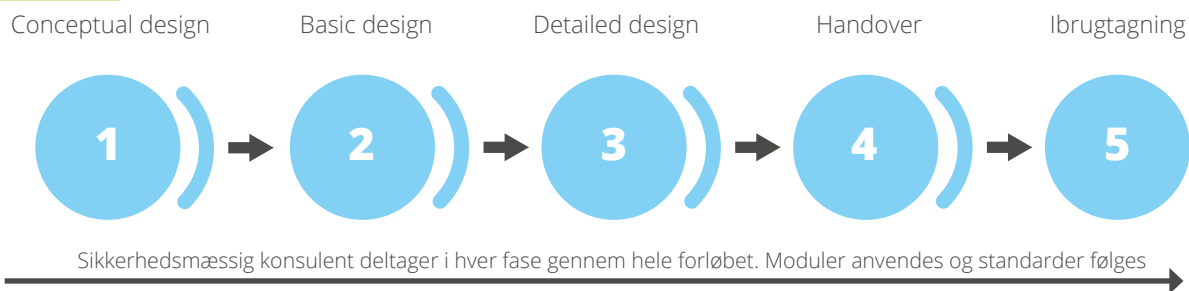 Conceptual design Basic design Detailed design Handover Ibrugtagning
1 2 3 4 5
Sikkerhedsmæssig konsulent deltager i hver fase gennem hele forløbet. Moduler anvendes og standarder følges